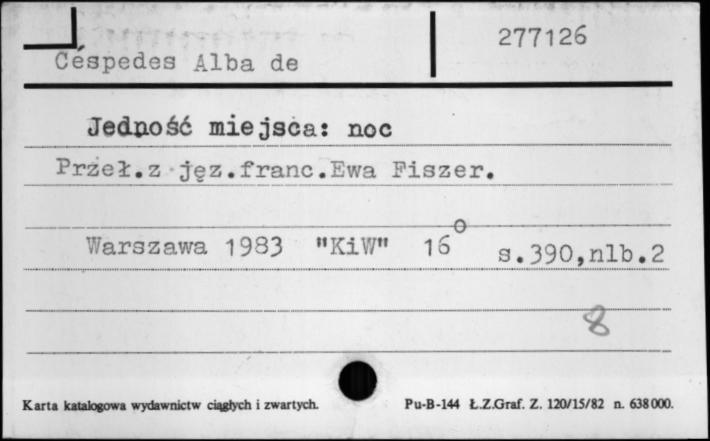 277126
Céspedes Alba de
Jedność miejsca: noc
Przeł.z jęz.franc.Ewa Fiszer.
Warszawa 1983 "KiW" 16° s.390,nlb.2
8
Karta katalogowa wydawnictw ciągłych i zwartych. Pu-B-144 Ł.Z.Graf. Z. 120/15/82 n. 638000.